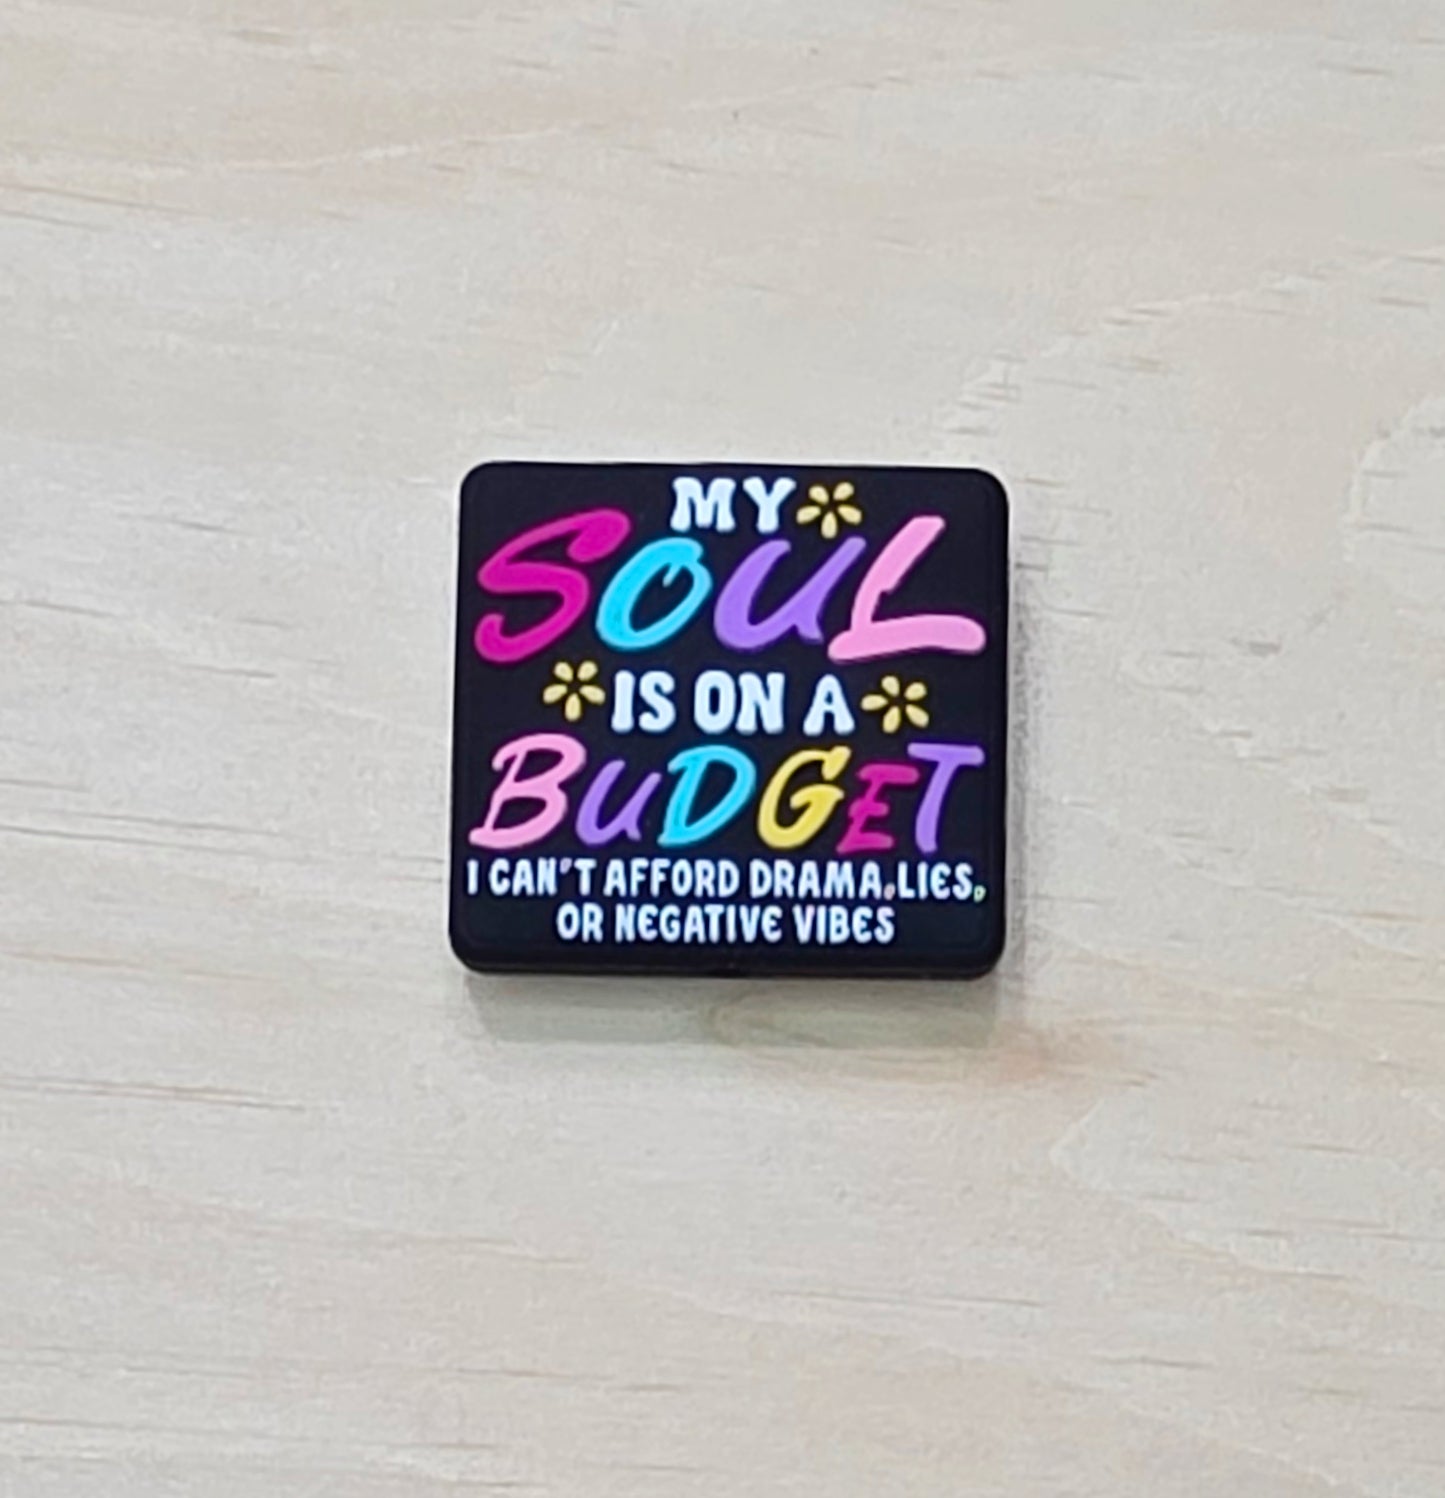 MY
SOUL
IS ON A
BUDGET
I CAN'T AFFORD DRAMA,LIES,
OR NEGATIVE VIBES